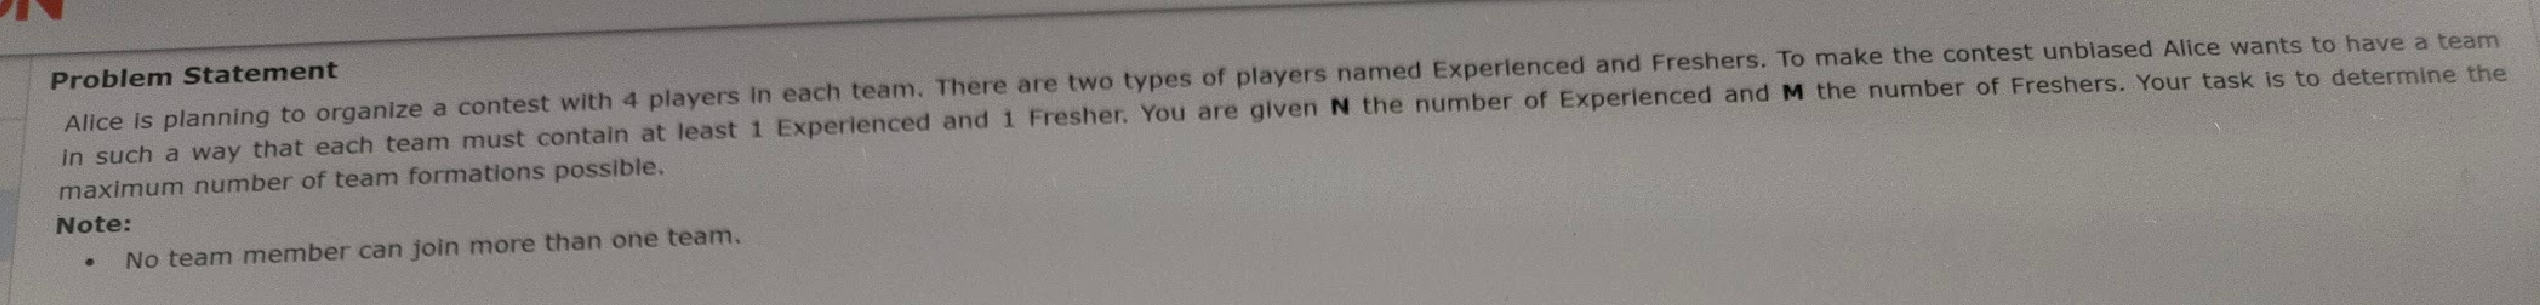 Problem Statement
Alice is planning to organize a contest with 4 players in each team. There are two types of players named Experienced and Freshers. To make the contest unbiased Alice wants to have a team
in such a way that each team must contain at least 1 Experienced and 1 Fresher. You are given N the number of Experienced and M the number of Freshers. Your task is to determine the
maximum number of team formations possible.
Note:
• No team member can join more than one team.